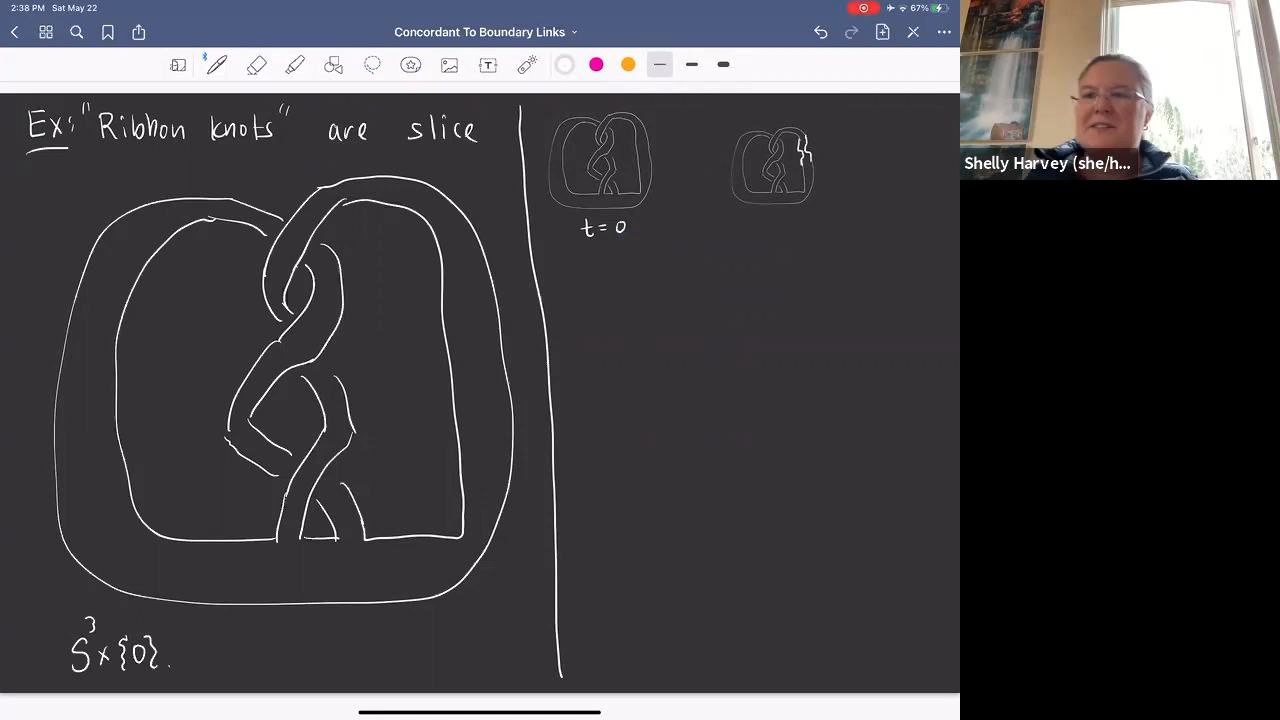 2:38 PM Sat May 22
67%
Concordant To Boundary Links
T
Ex: "Ribbon knots" are slice
t = 0
S³ × {0}.
Shelly Harvey (she/h...